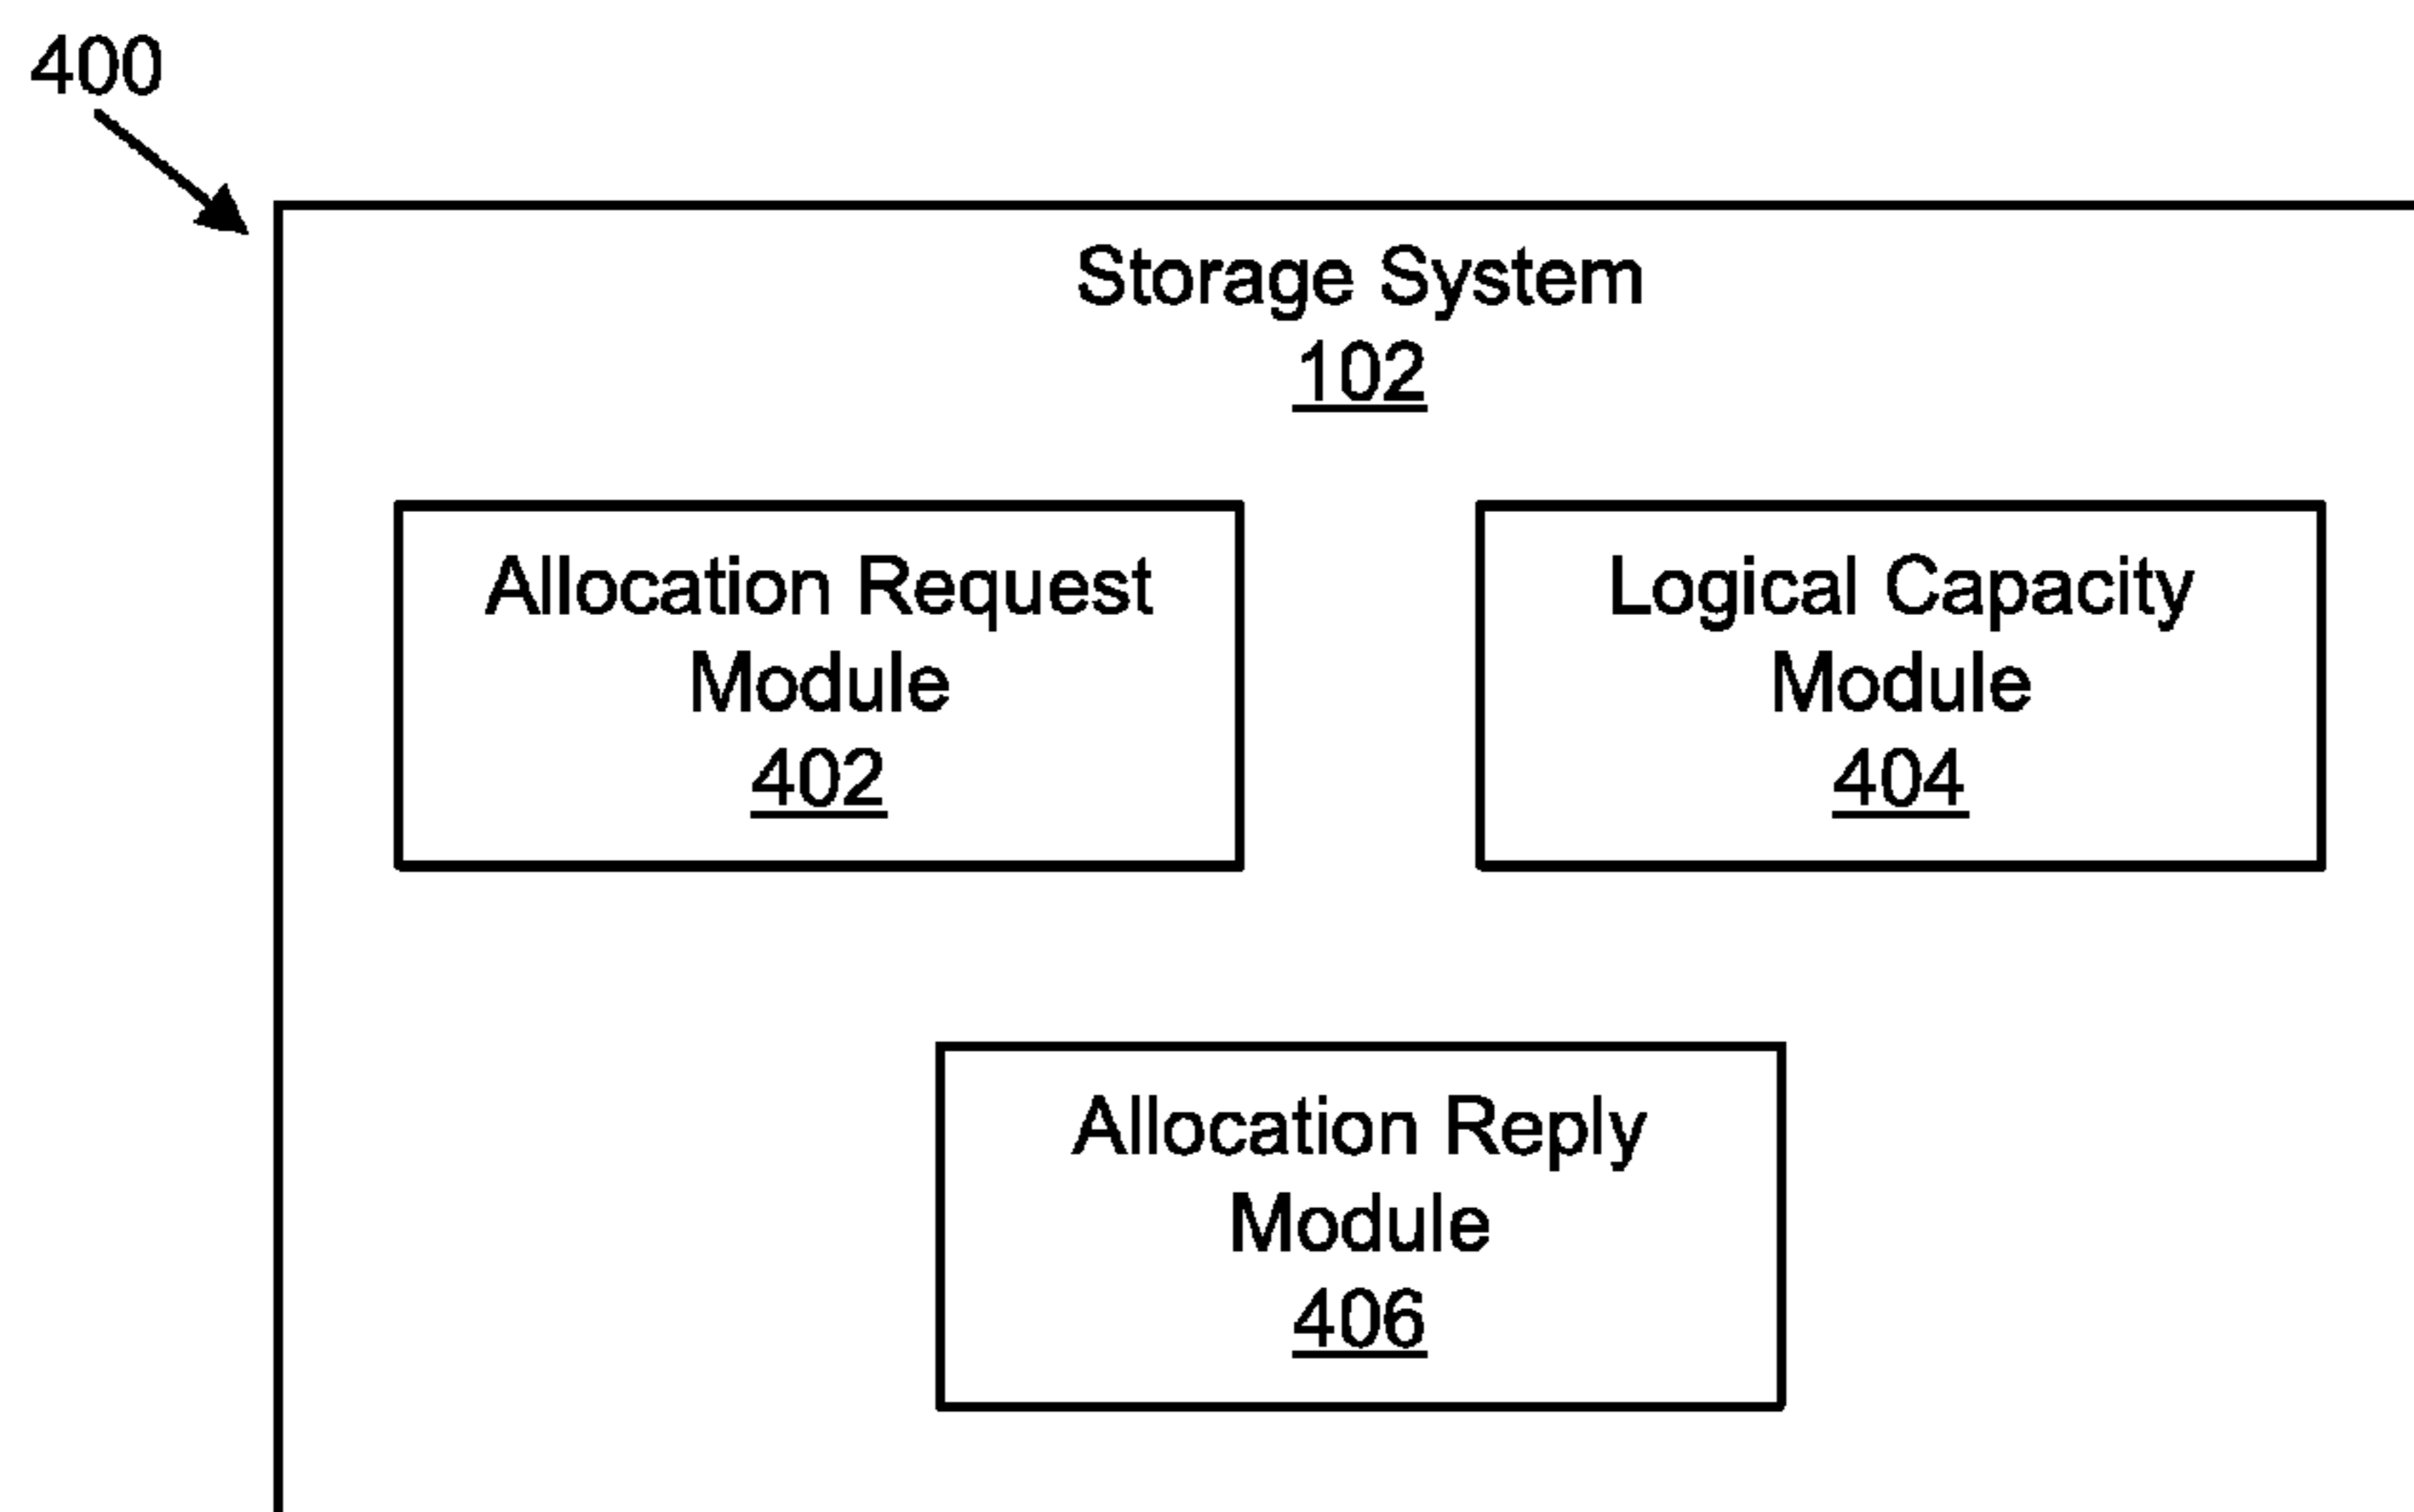 400
Storage System
102
Allocation Request
Module
402
Logical Capacity
Module
404
Allocation Reply
Module
406